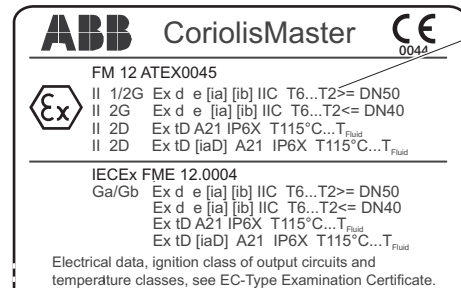 ABB CoriolisMaster CE
0044
FM 12 ATEX0045
Ex II 1/2G Ex d e [ia] [ib] IIC T6...T2>= DN50
II 2G Ex d e [ia] [ib] IIC T6...T2<= DN40
II 2D Ex tD A21 IP6X T115°C...TFluid
II 2D Ex tD [iaD] A21 IP6X T115°C...TFluid
IECEx FME 12.0004
Ga/Gb Ex d e [ia] [ib] IIC T6...T2>= DN50
Ex d e [ia] [ib] IIC T6...T2<= DN40
Ex tD A21 IP6X T115°C...TFluid
Ex tD [iaD] A21 IP6X T115°C...TFluid
Electrical data, ignition class of output circuits and
temperature classes, see EC-Type Examination Certificate.